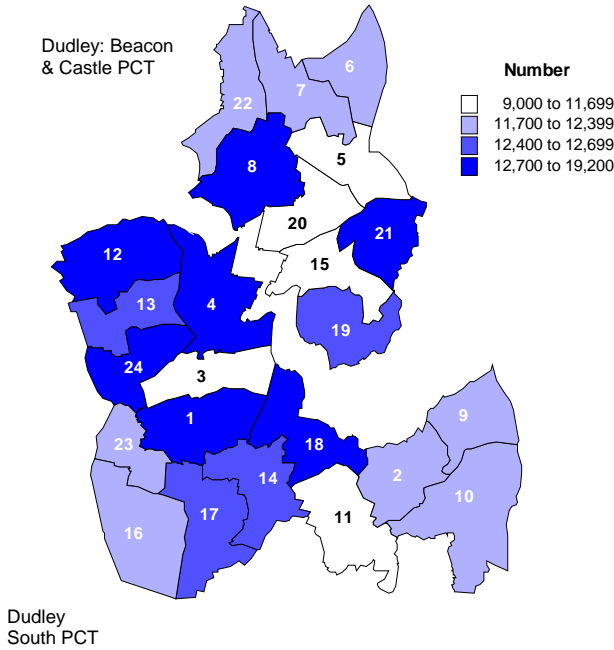 Dudley: Beacon
& Castle PCT
Number
9,000 to 11,699
11,700 to 12,399
12,400 to 12,699
12,700 to 19,200
6
7
22
5
8
20
21
12
15
13
4
19
24
3
1
9
23
18
14
2
10
17
11
16
Dudley
South PCT